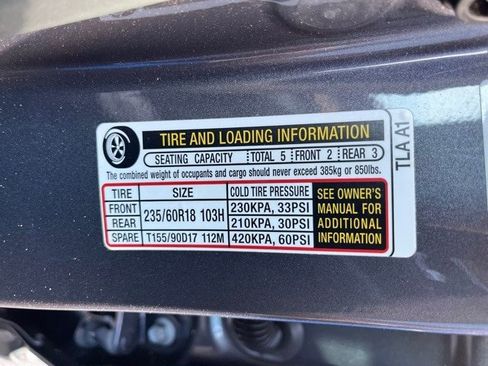 TIRE AND LOADING INFORMATION
SEATING CAPACITY TOTAL 5 FRONT 2 REAR 3
The combined weight of occupants and cargo should never exceed 385kg or 850lbs.
TIRE SIZE COLD TIRE PRESSURE
FRONT 235/60R18 103H 230KPA, 33PSI
REAR 210KPA, 30PSI
SPARE T155/90D17 112M 420KPA, 60PSI
SEE OWNER'S
MANUAL FOR
ADDITIONAL
INFORMATION
TLA A1